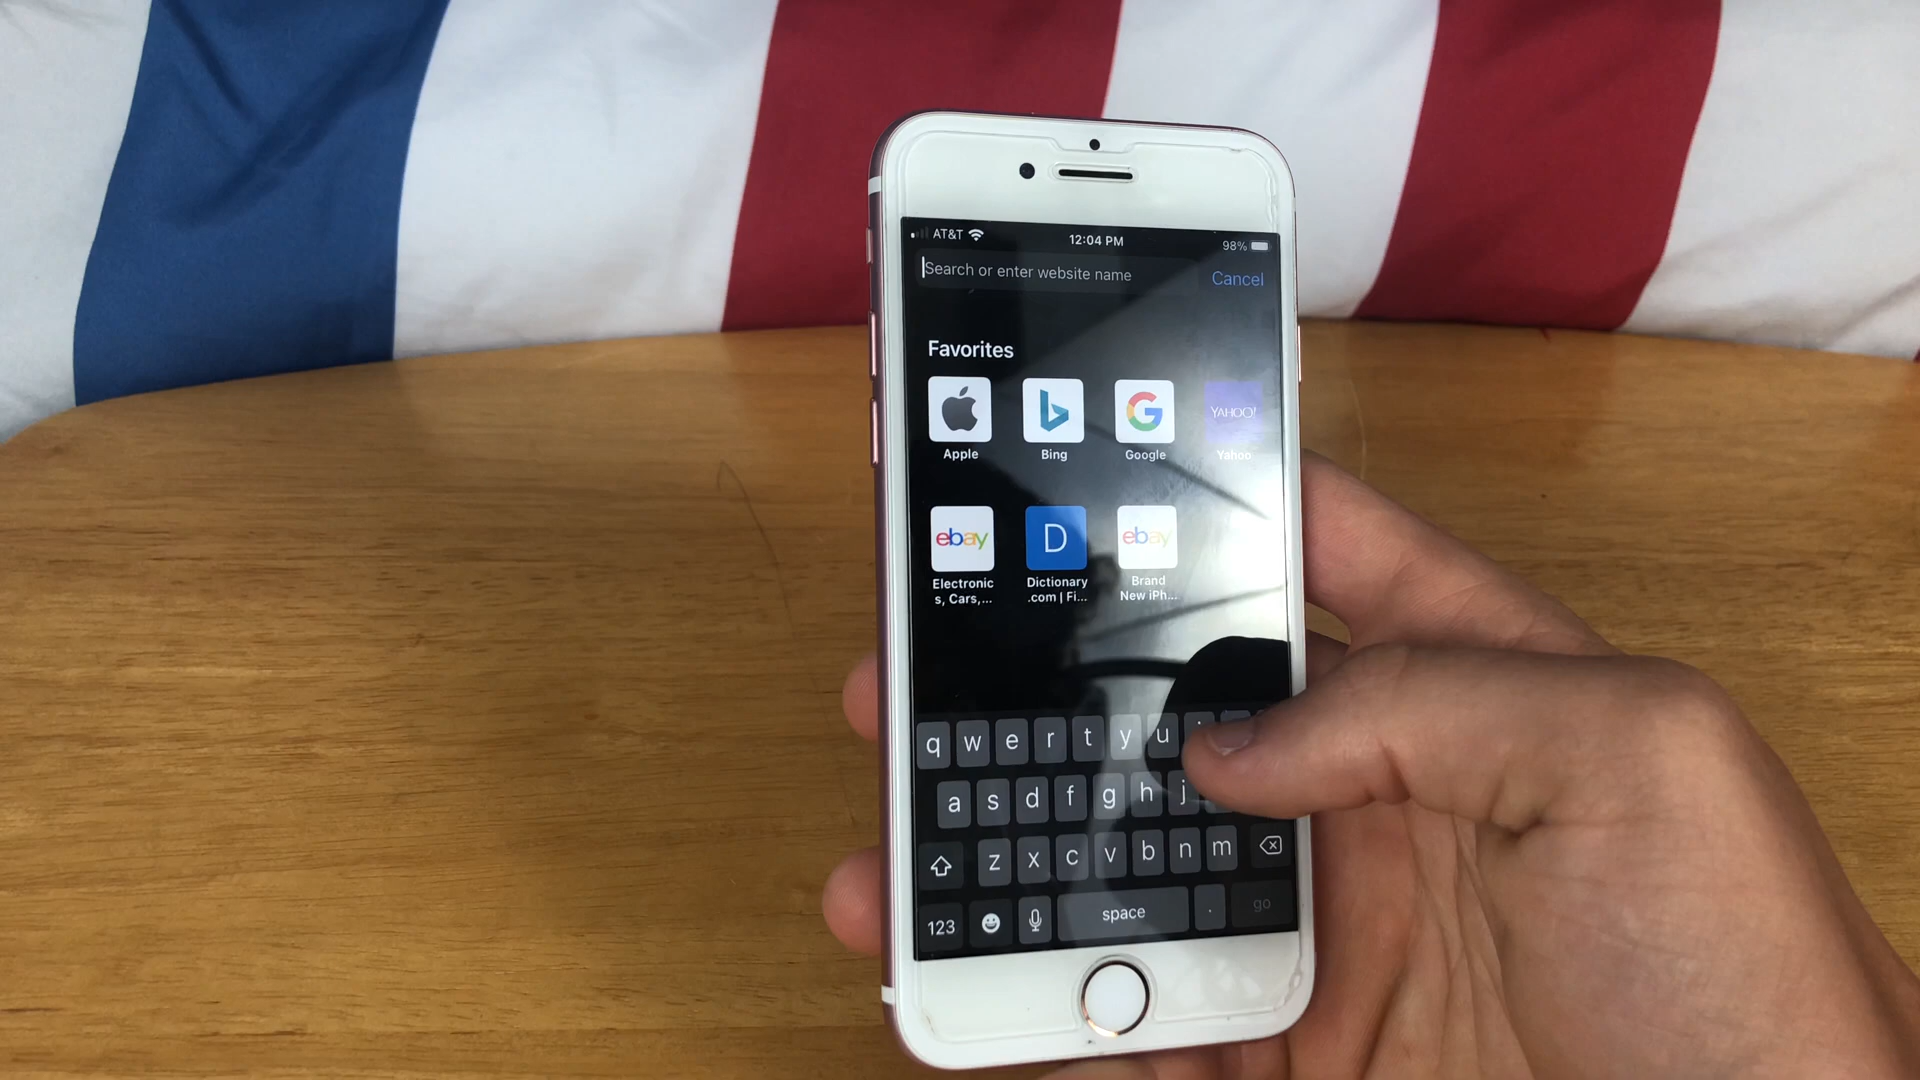 AT&T 12:04 PM 98%
Search or enter website name Cancel
Favorites
YAHOO!
Apple Bing Google Yahoo
ebay D ebay
Electronic Dictionary Brand
s, Cars,... .com | Fi... New iPh...
q w e r t y u
a s d f g h j
z x c v b n m
123 space . go